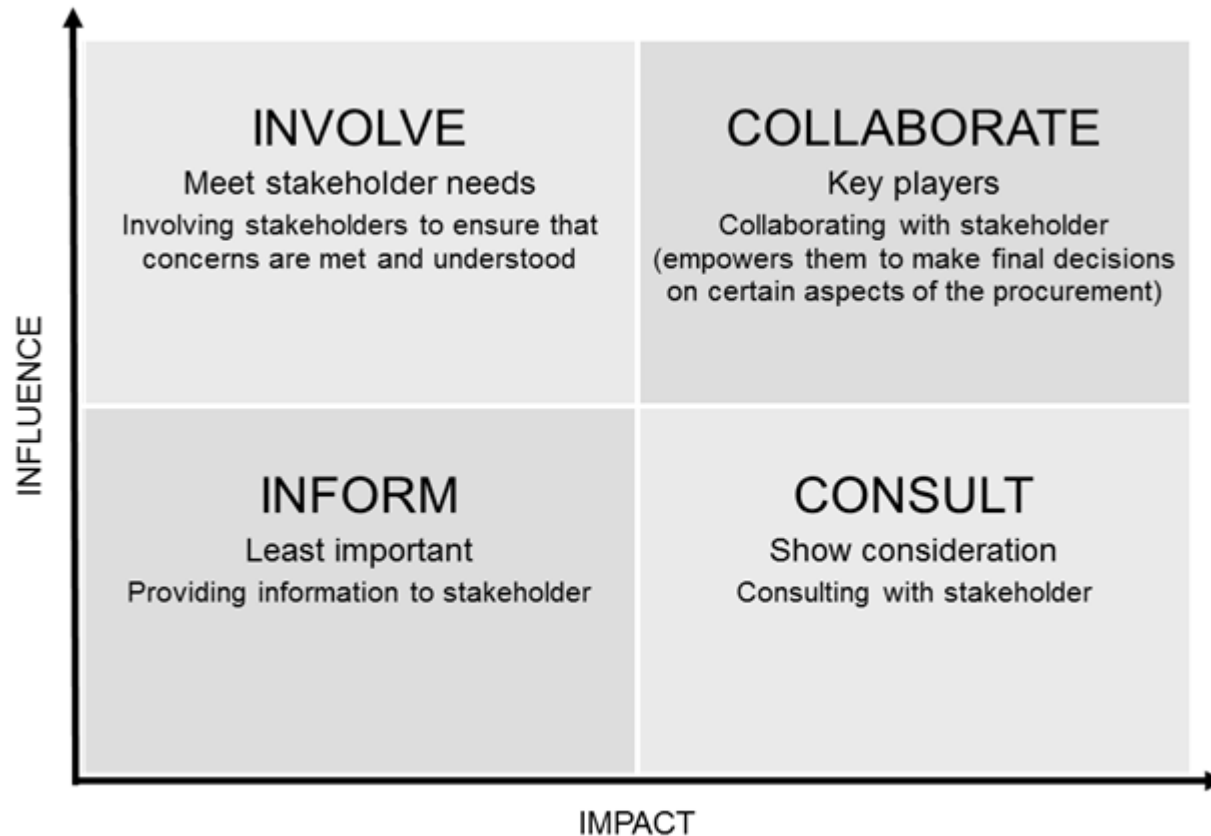 INVOLVE
Meet stakeholder needs
Involving stakeholders to ensure that
concerns are met and understood
COLLABORATE
Key players
Collaborating with stakeholder
(empowers them to make final decisions
on certain aspects of the procurement)
INFLUENCE
INFORM
Least important
Providing information to stakeholder
CONSULT
Show consideration
Consulting with stakeholder
IMPACT